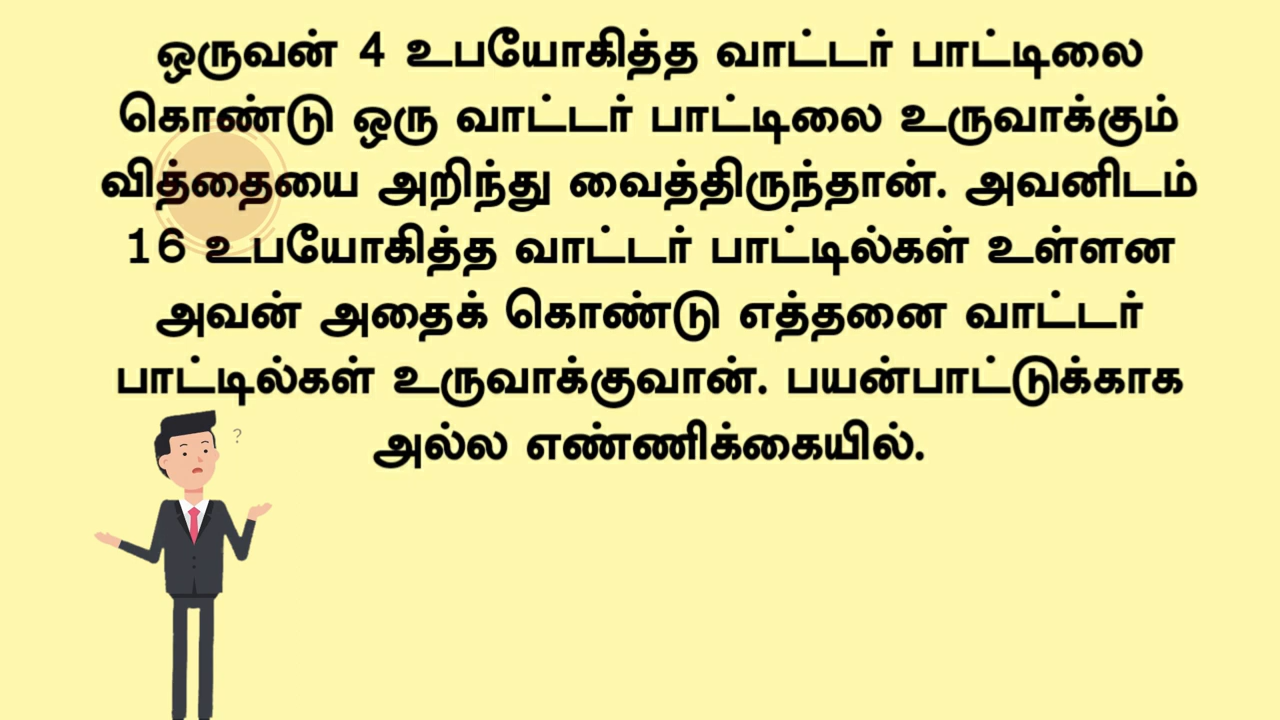 ஒருவன் 4 உபயோகித்த வாட்டர் பாட்டிலை
கொண்டு ஒரு வாட்டர் பாட்டிலை உருவாக்கும்
வித்தையை அறிந்து வைத்திருந்தான். அவனிடம்
16 உபயோகித்த வாட்டர் பாட்டில்கள் உள்ளன
அவன் அதைக் கொண்டு எத்தனை வாட்டர்
பாட்டில்கள் உருவாக்குவான். பயன்பாட்டுக்காக
அல்ல எண்ணிக்கையில்.
?